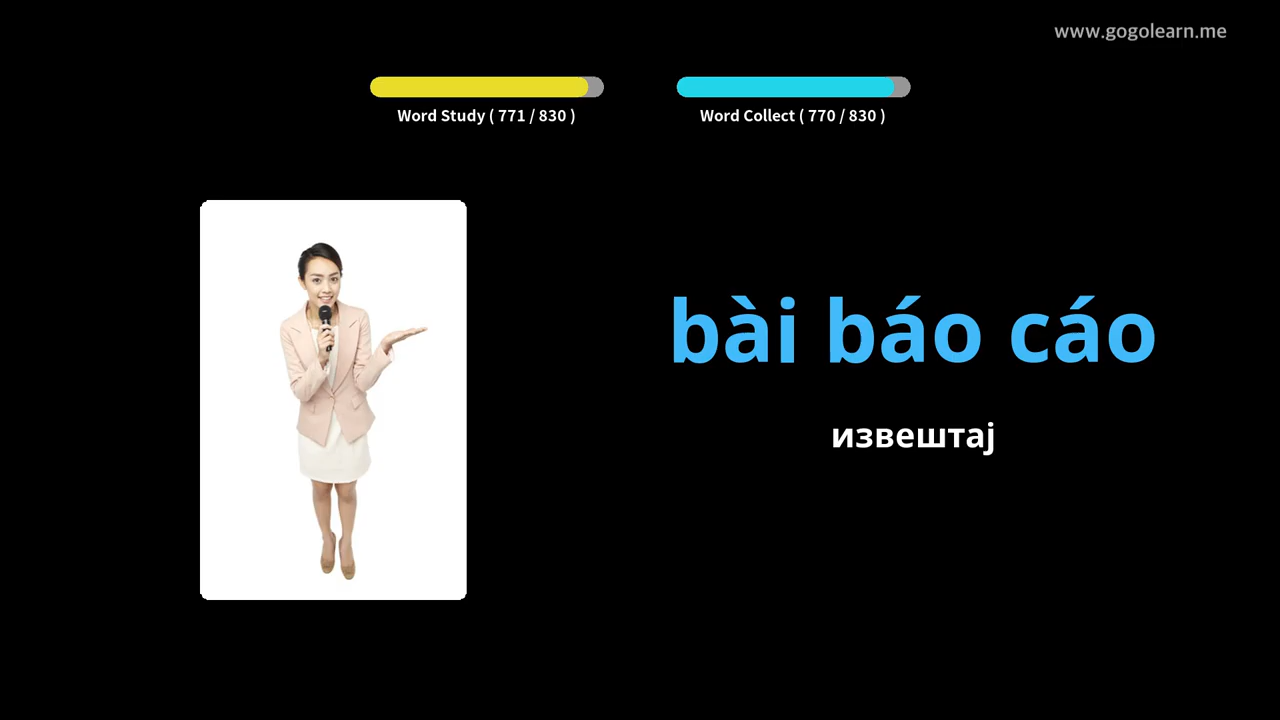 www.gogolearn.me
Word Study ( 771 / 830 )
Word Collect ( 770 / 830 )
bài báo cáo
извештај